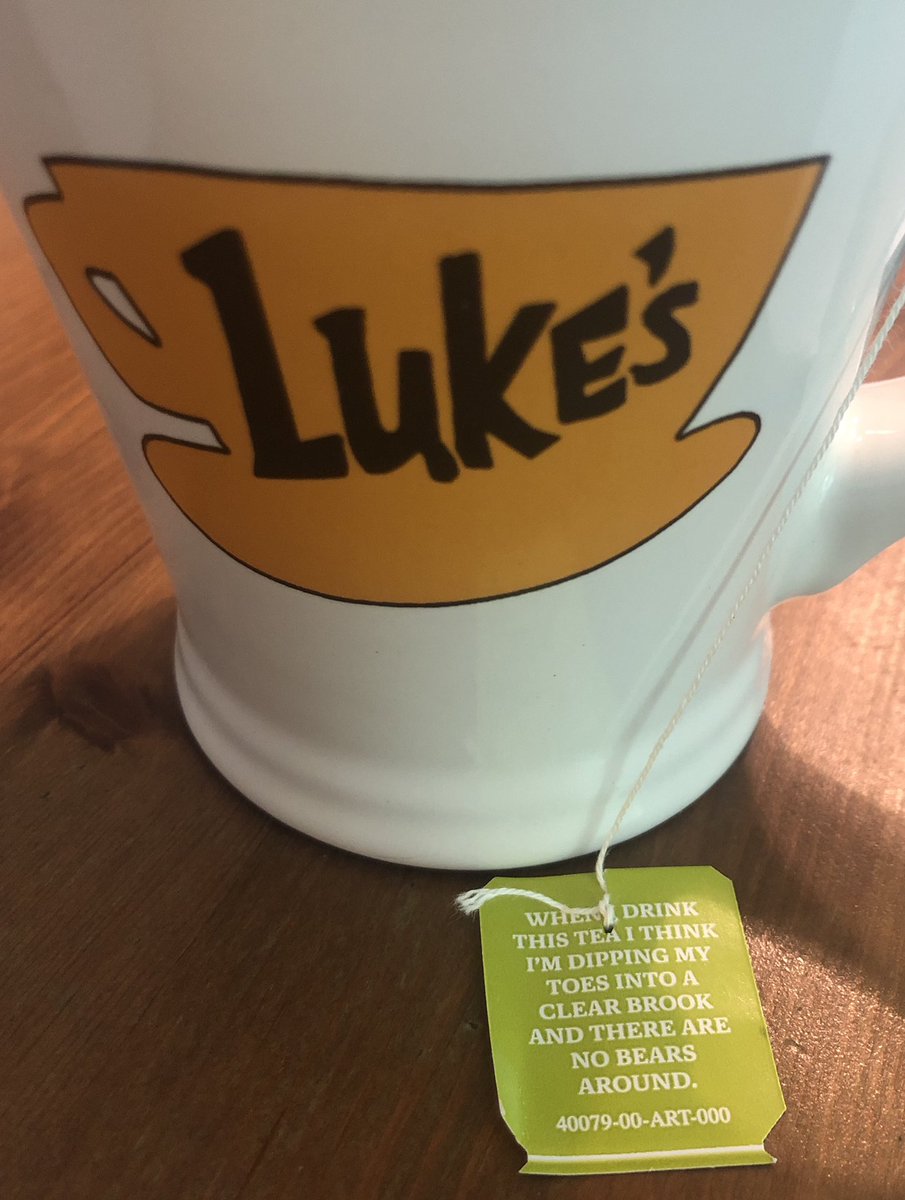 LUKE'S
WHEN I DRINK
THIS TEA I THINK
I'M DIPPING MY
TOES INTO A
CLEAR BROOK
AND THERE ARE
NO BEARS
AROUND.
40079-00-ART-000